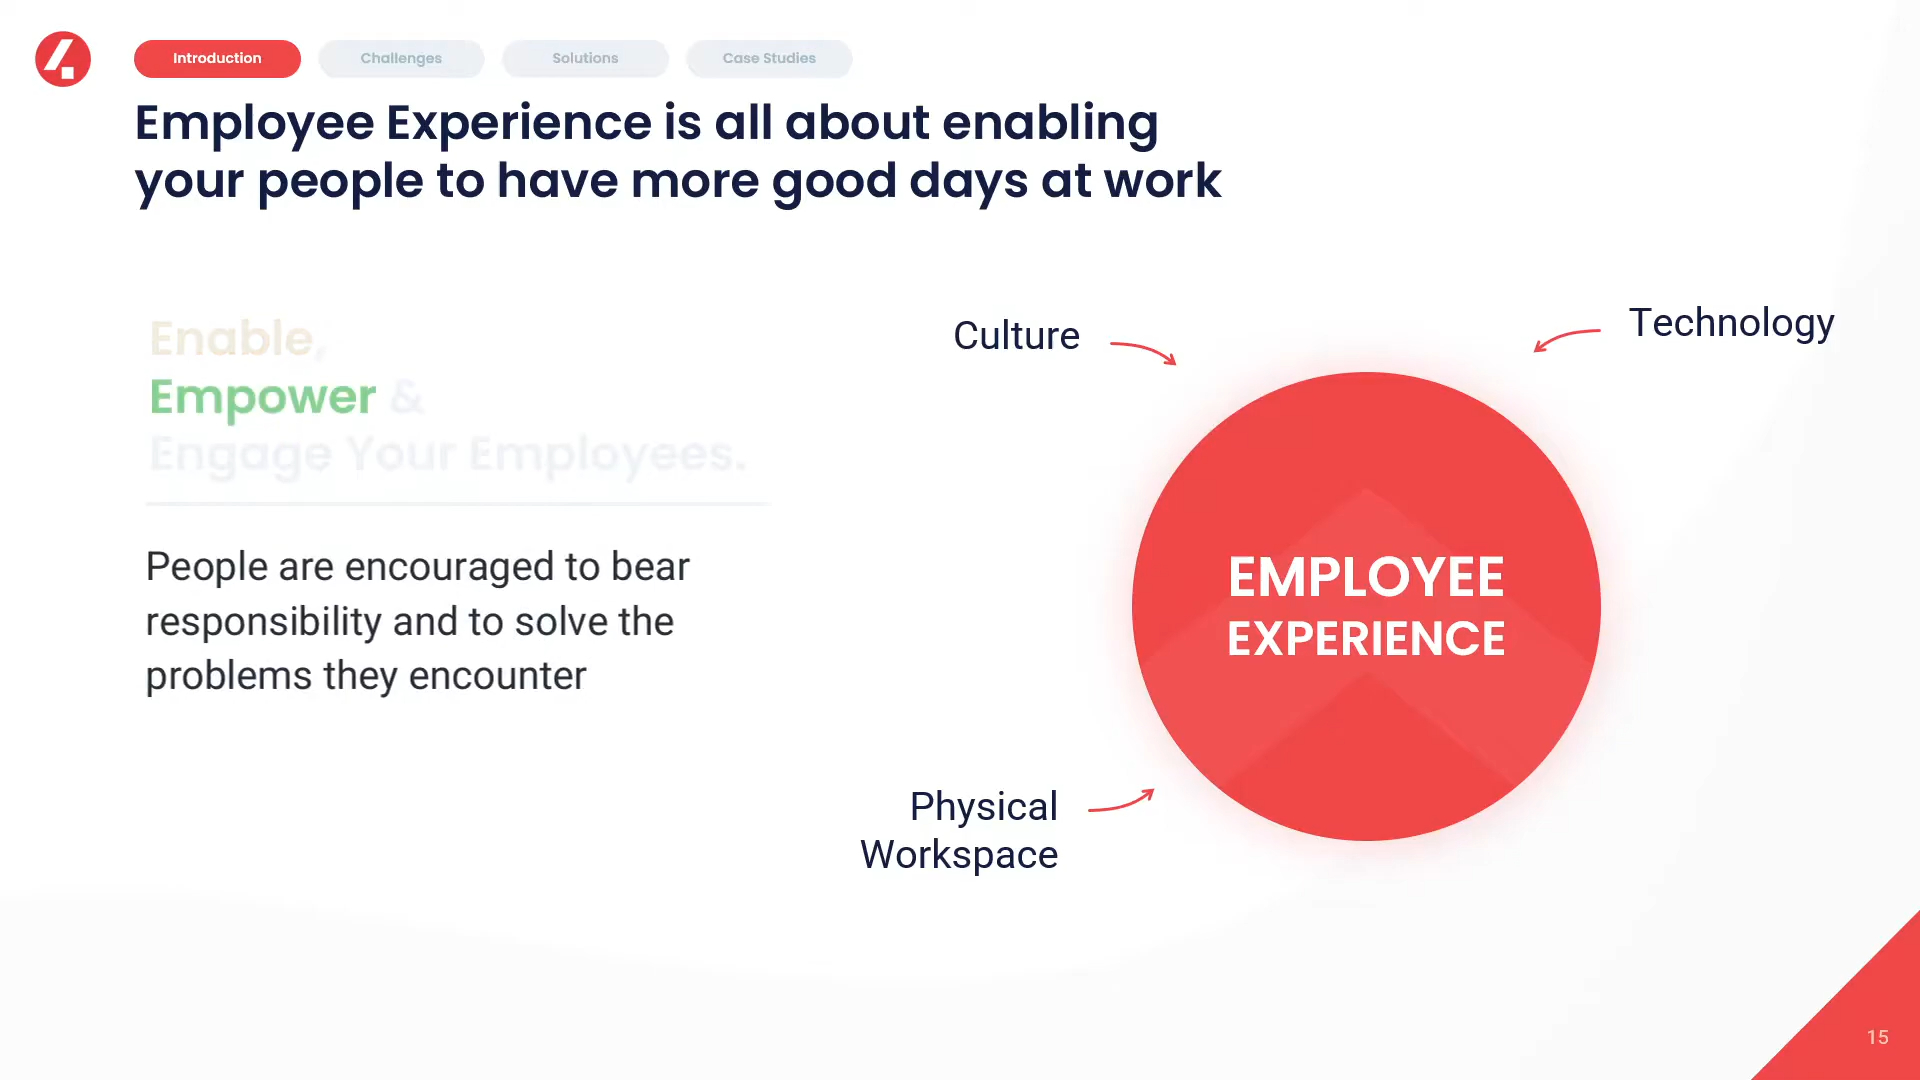 Introduction
Challenges
Solutions
Case Studies
Employee Experience is all about enabling
your people to have more good days at work
Enable,
Empower &
Engage Your Employees.
People are encouraged to bear
responsibility and to solve the
problems they encounter
Culture
Technology
EMPLOYEE
EXPERIENCE
Physical
Workspace
15